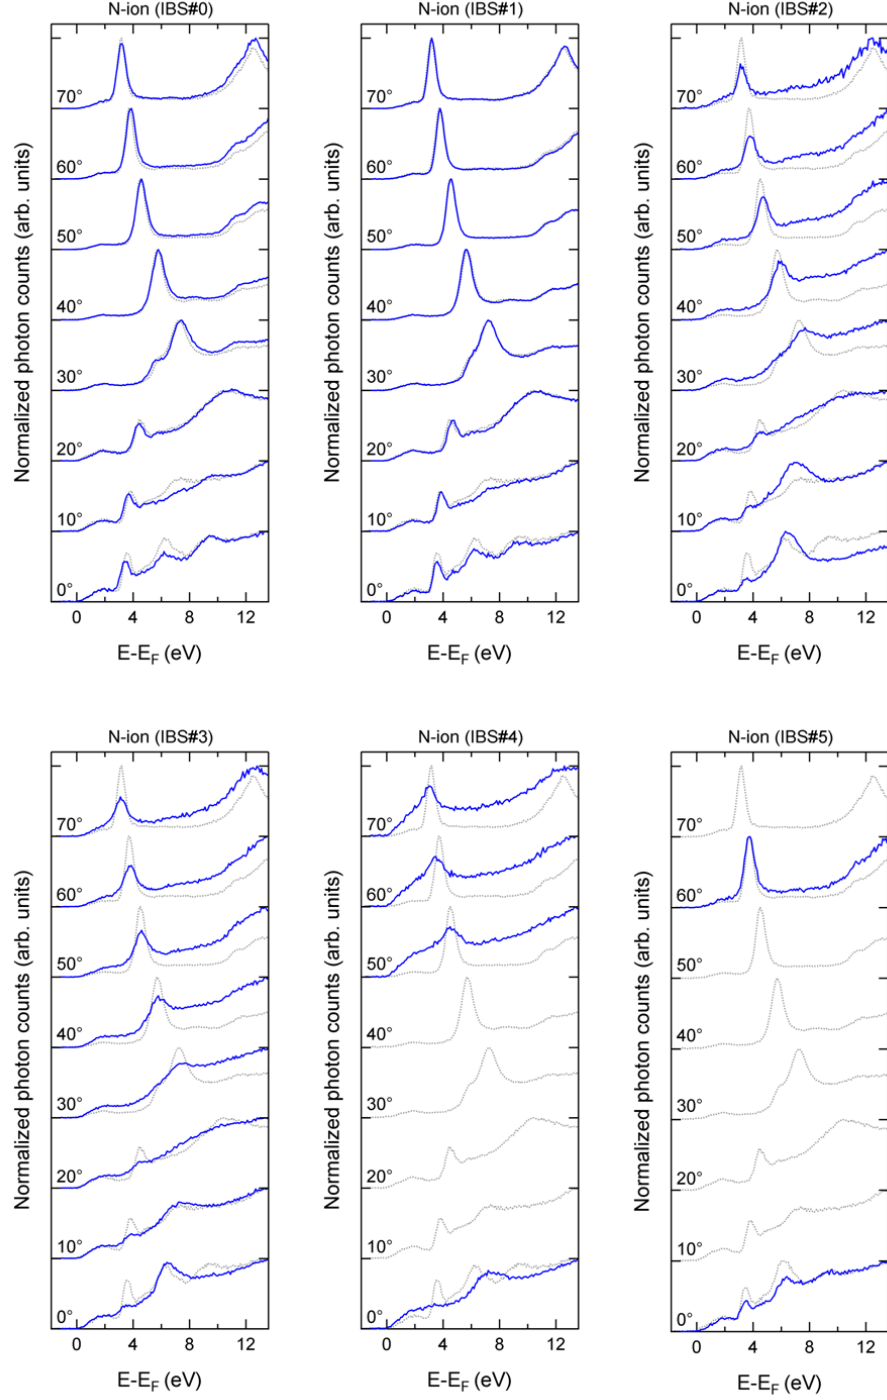 N-ion (IBS#0)
Normalized photon counts (arb. units)
70°
60°
50°
40°
30°
20°
10°
0°
0 4 8 12
E-E_F (eV)
N-ion (IBS#1)
Normalized photon counts (arb. units)
70°
60°
50°
40°
30°
20°
10°
0°
0 4 8 12
E-E_F (eV)
N-ion (IBS#2)
Normalized photon counts (arb. units)
70°
60°
50°
40°
30°
20°
10°
0°
0 4 8 12
E-E_F (eV)
N-ion (IBS#3)
Normalized photon counts (arb. units)
70°
60°
50°
40°
30°
20°
10°
0°
0 4 8 12
E-E_F (eV)
N-ion (IBS#4)
Normalized photon counts (arb. units)
70°
60°
50°
40°
30°
20°
10°
0°
0 4 8 12
E-E_F (eV)
N-ion (IBS#5)
Normalized photon counts (arb. units)
70°
60°
50°
40°
30°
20°
10°
0°
0 4 8 12
E-E_F (eV)